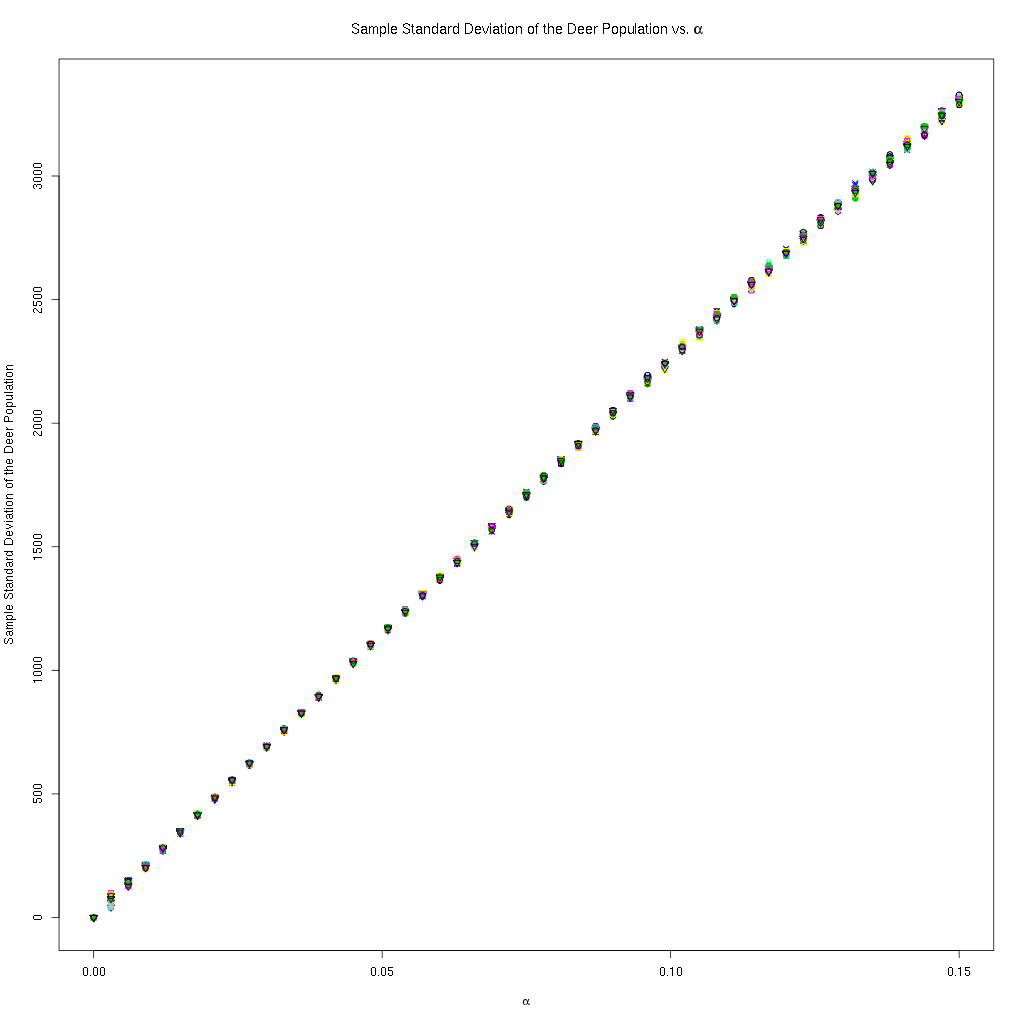 Sample Standard Deviation of the Deer Population vs. α
Sample Standard Deviation of the Deer Population
3000
2500
2000
1500
1000
500
0
0.00 0.05 0.10 0.15
α